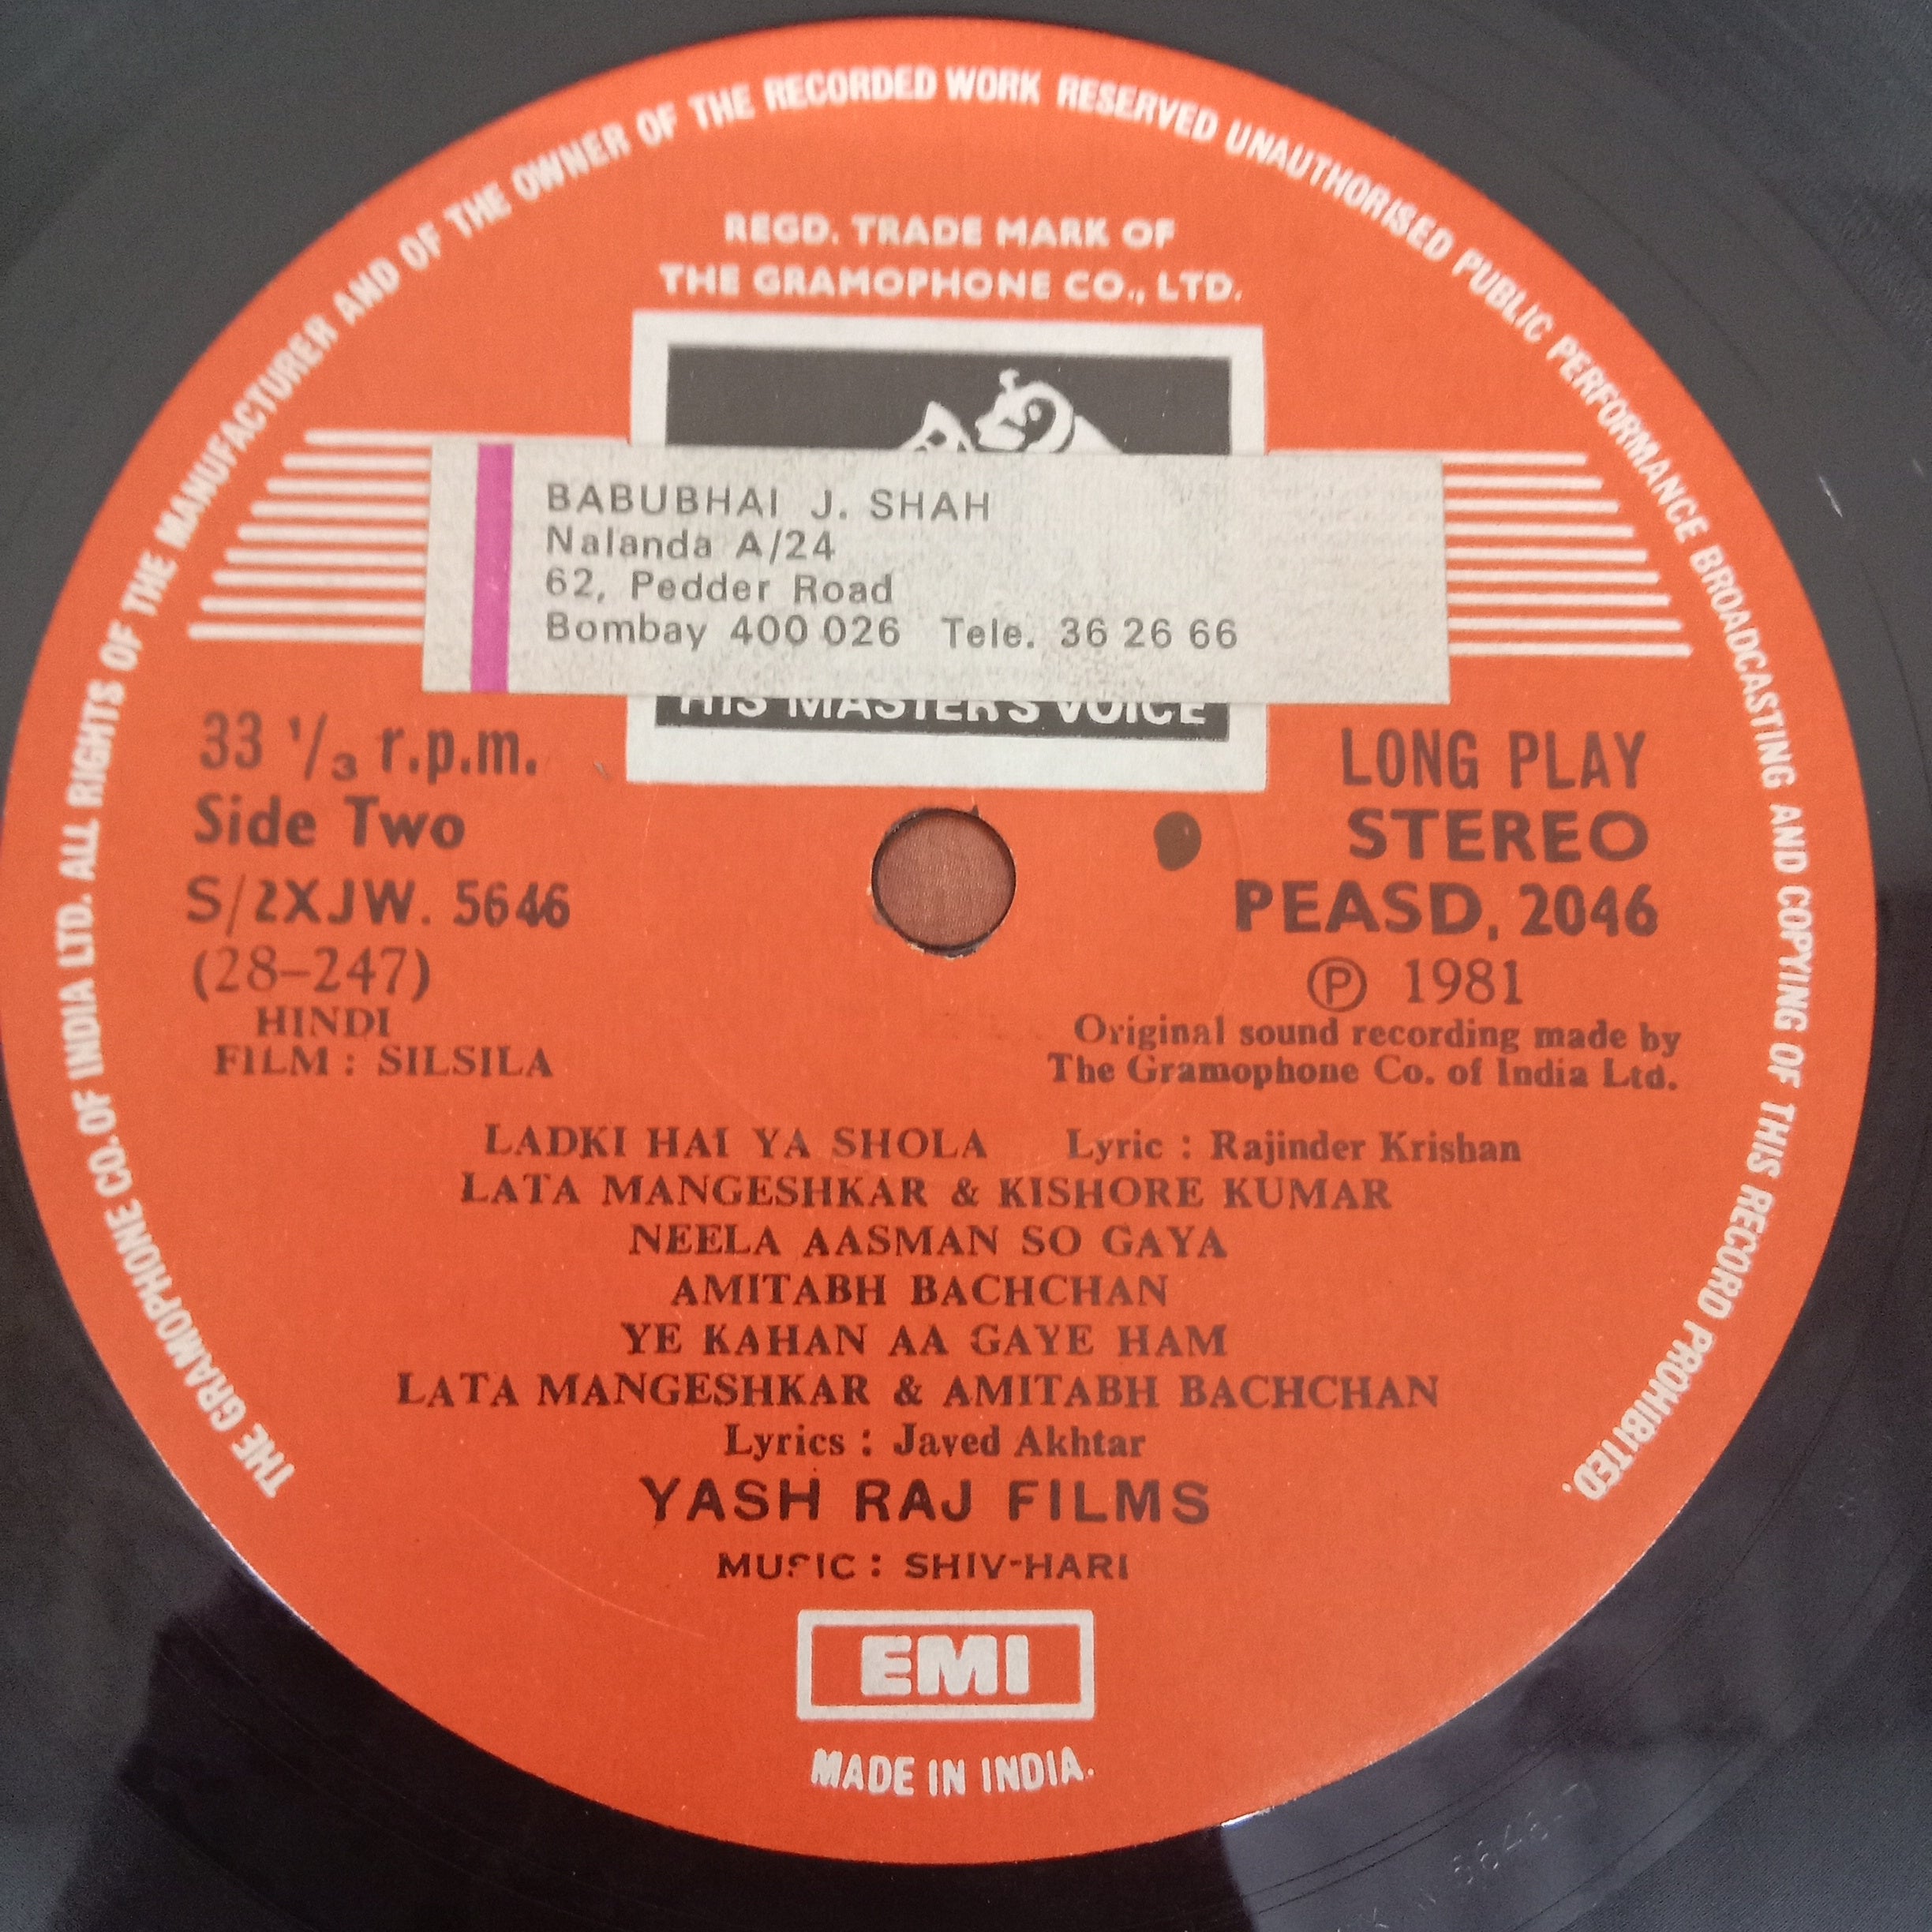 THE GRAMOPHONE CO. OF INDIA LTD. ALL RIGHTS OF THE MANUFACTURER AND OF THE OWNER OF THE RECORDED WORK RESERVED UNAUTHORISED PUBLIC PERFORMANCE BROADCASTING AND COPYING OF THIS RECORD PROHIBITED.
REGD. TRADE MARK OF
THE GRAMOPHONE CO., LTD.
BABUBHAI J. SHAH
Nalanda A/24
62, Pedder Road
Bombay 400 026 Tele. 36 26 66
HIS MASTER'S VOICE
33 1/3 r.p.m.
Side Two
S/2XJW. 5646
(28-247)
HINDI
FILM : SILSILA
LONG PLAY
STEREO
PEASD. 2046
Ⓟ 1981
Original sound recording made by
The Gramophone Co. of India Ltd.
LADKI HAI YA SHOLA Lyric : Rajinder Krishan
LATA MANGESHKAR & KISHORE KUMAR
NEELA AASMAN SO GAYA
AMITABH BACHCHAN
YE KAHAN AA GAYE HAM
LATA MANGESHKAR & AMITABH BACHCHAN
Lyrics : Javed Akhtar
YASH RAJ FILMS
MUSIC : SHIV-HARI
EMI
MADE IN INDIA.